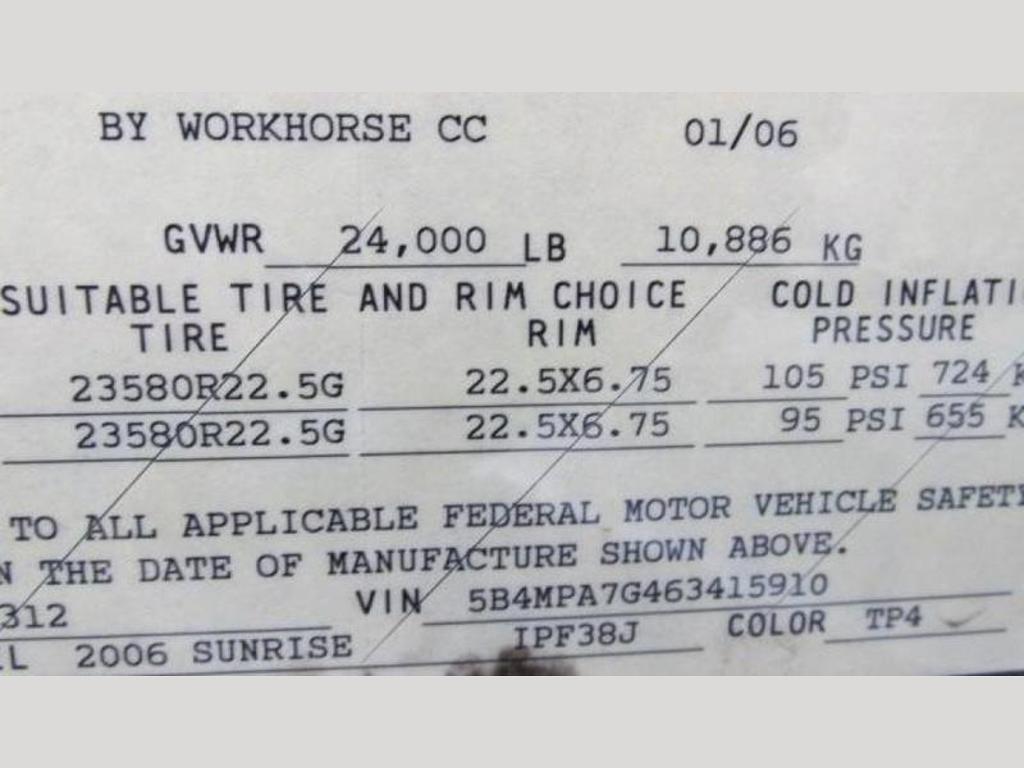 BY WORKHORSE CC 01/06
GVWR 24,000 LB 10,886 KG
SUITABLE TIRE AND RIM CHOICE COLD INFLATI
TIRE RIM PRESSURE
23580R22.5G 22.5X6.75 105 PSI 724 K
23580R22.5G 22.5X6.75 95 PSI 655 K
TO ALL APPLICABLE FEDERAL MOTOR VEHICLE SAFETY
N THE DATE OF MANUFACTURE SHOWN ABOVE.
312 VIN 5B4MPA7G463415910
L 2006 SUNRISE IPF38J COLOR TP4